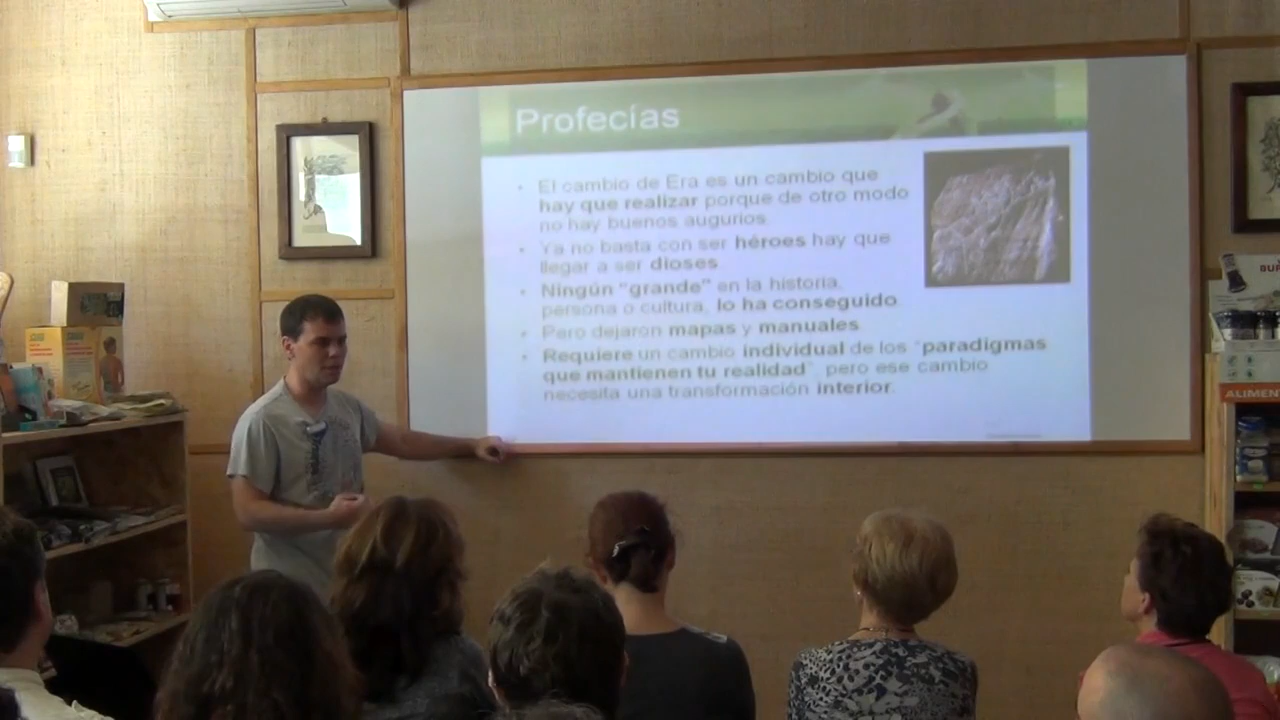 Profecías
• El cambio de Era es un cambio que
hay que realizar porque de otro modo
no hay buenos augurios
• Ya no basta con ser héroes hay que
llegar a ser dioses.
• Ningún "grande" en la historia,
persona o cultura, lo ha conseguido.
• Pero dejaron mapas y manuales.
• Requiere un cambio individual de los "paradigmas
que mantienen tu realidad", pero ese cambio
necesita una transformación interior.
ALIMEN